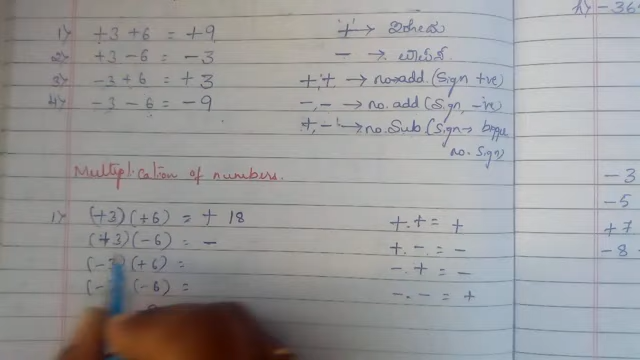 1) +3 +6 = +9
2) +3 -6 = -3
3) -3 +6 = +3
4) -3 -6 = -9
+ →
- →
+,+ → no. add (Sign +ve)
-,- → no. add (Sign, -ve)
+,- → no. Sub (Sign →
no. Sign)
Multiplication of numbers.
1) (+3)(+6) = + 18
(+3)(-6) = -
(-3)(+6) =
(- (-6) =
+.+ = +
+.- = -
-.+ = -
-.- = +
h) -36
-3
-5
+7
-8